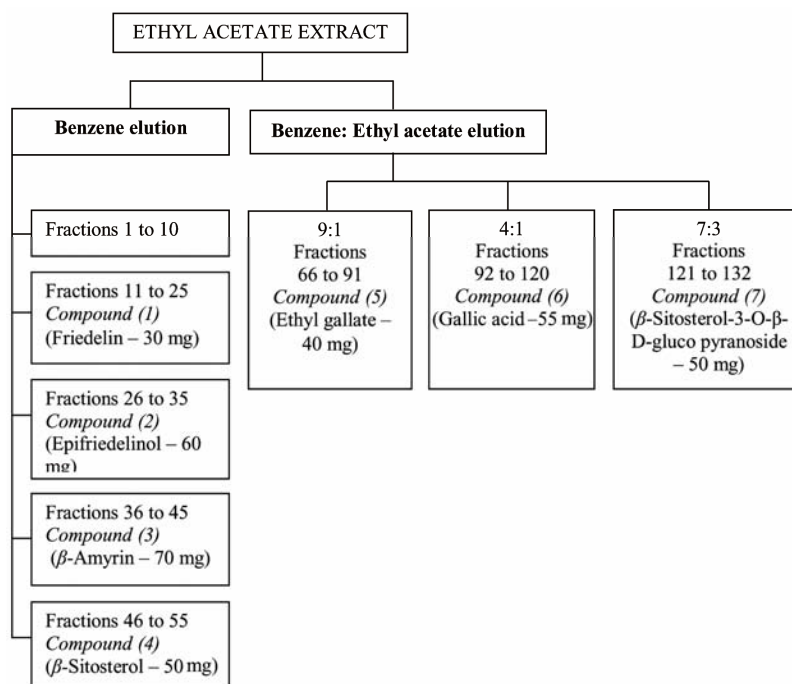 ETHYL ACETATE EXTRACT
Benzene elution
Benzene: Ethyl acetate elution
Fractions 1 to 10
Fractions 11 to 25
Compound (1)
(Friedelin – 30 mg)
Fractions 26 to 35
Compound (2)
(Epifriedelinol – 60
mg)
Fractions 36 to 45
Compound (3)
(β-Amyrin – 70 mg)
Fractions 46 to 55
Compound (4)
(β-Sitosterol – 50 mg)
9:1
Fractions
66 to 91
Compound (5)
(Ethyl gallate –
40 mg)
4:1
Fractions
92 to 120
Compound (6)
(Gallic acid –55 mg)
7:3
Fractions
121 to 132
Compound (7)
(β-Sitosterol-3-O-β-
D-gluco pyranoside
– 50 mg)